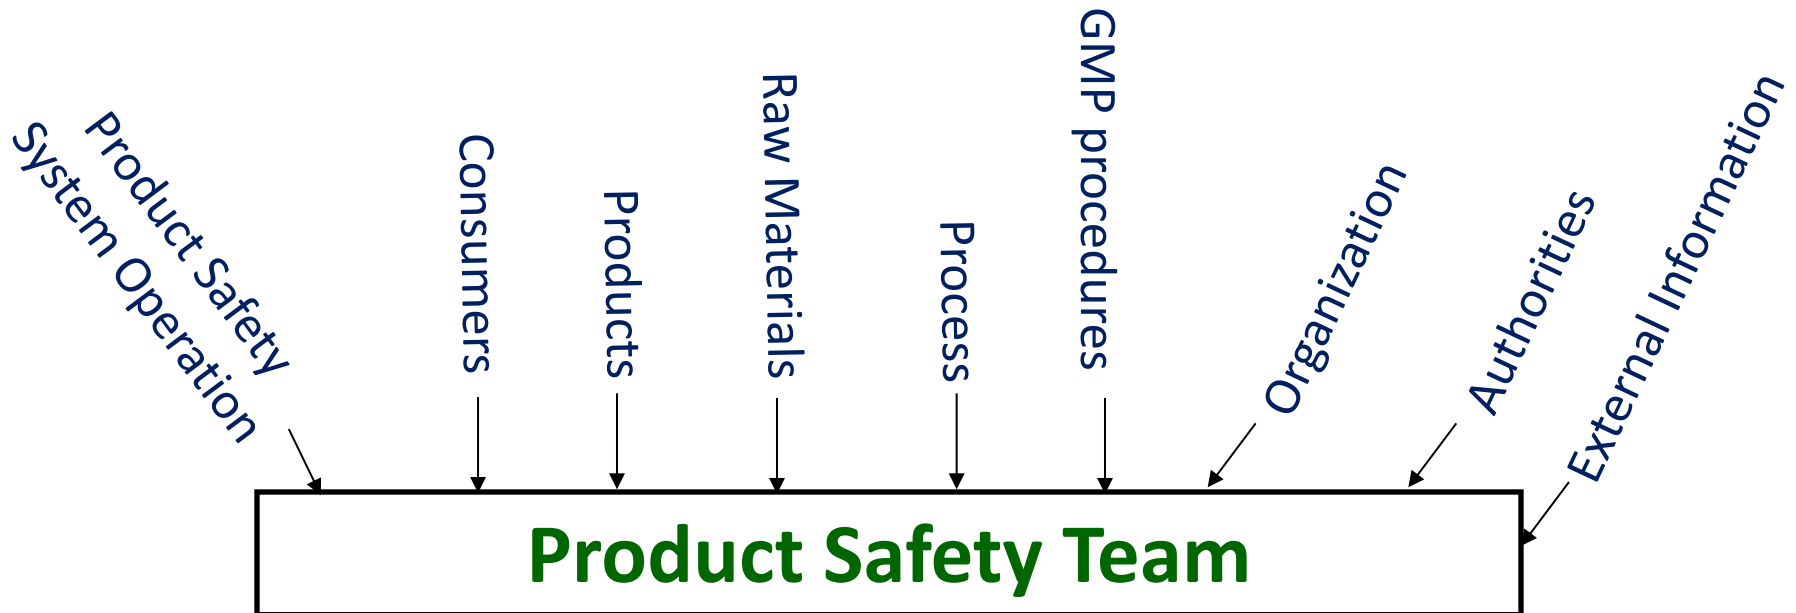 Product Safety
System Operation
Consumers
Products
Raw Materials
Process
GMP procedures
Organization
Authorities
External Information
Product Safety Team